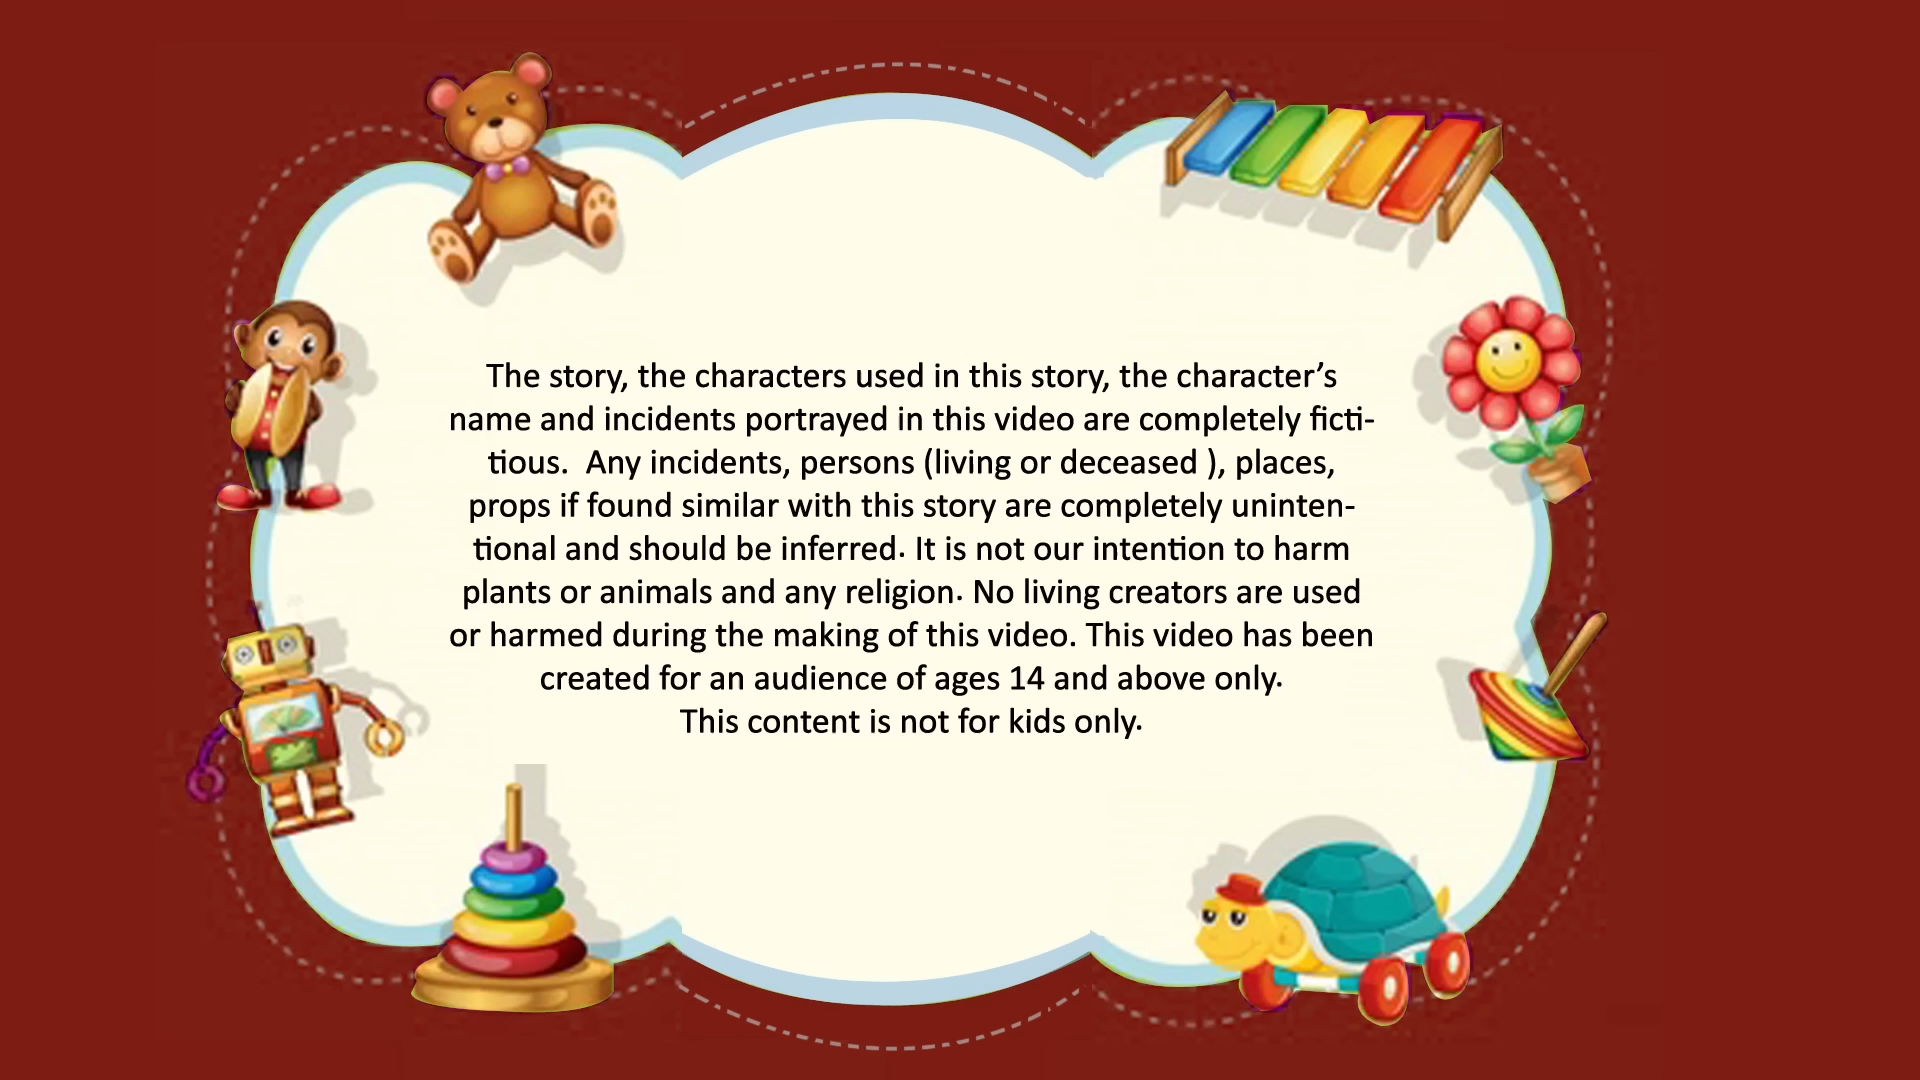 The story, the characters used in this story, the character’s
name and incidents portrayed in this video are completely ficti-
tious.  Any incidents, persons (living or deceased ), places,
props if found similar with this story are completely uninten-
tional and should be inferred. It is not our intention to harm
plants or animals and any religion. No living creators are used
or harmed during the making of this video. This video has been
created for an audience of ages 14 and above only.
This content is not for kids only.